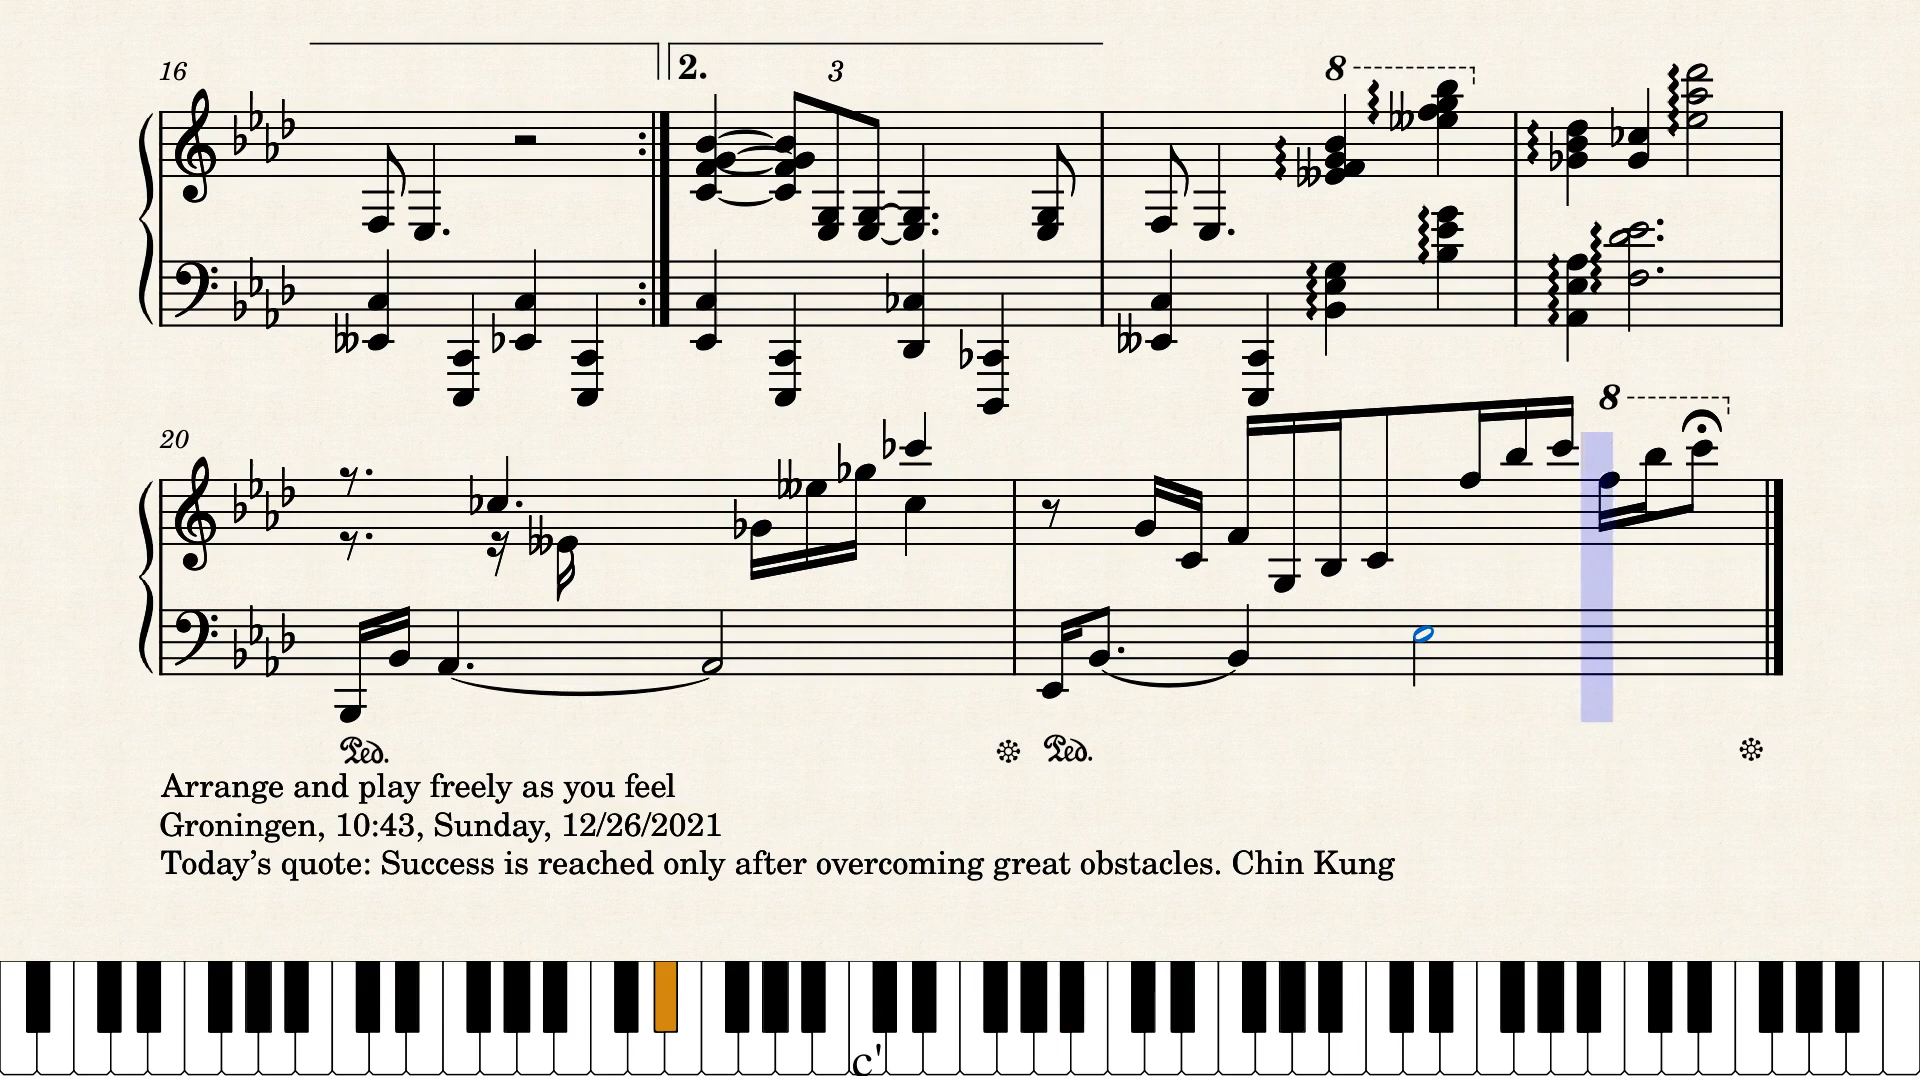 16
2.
3
8
20
8
Ped.
Ped.
Arrange and play freely as you feel
Groningen, 10:43, Sunday, 12/26/2021
Today’s quote: Success is reached only after overcoming great obstacles. Chin Kung
c'